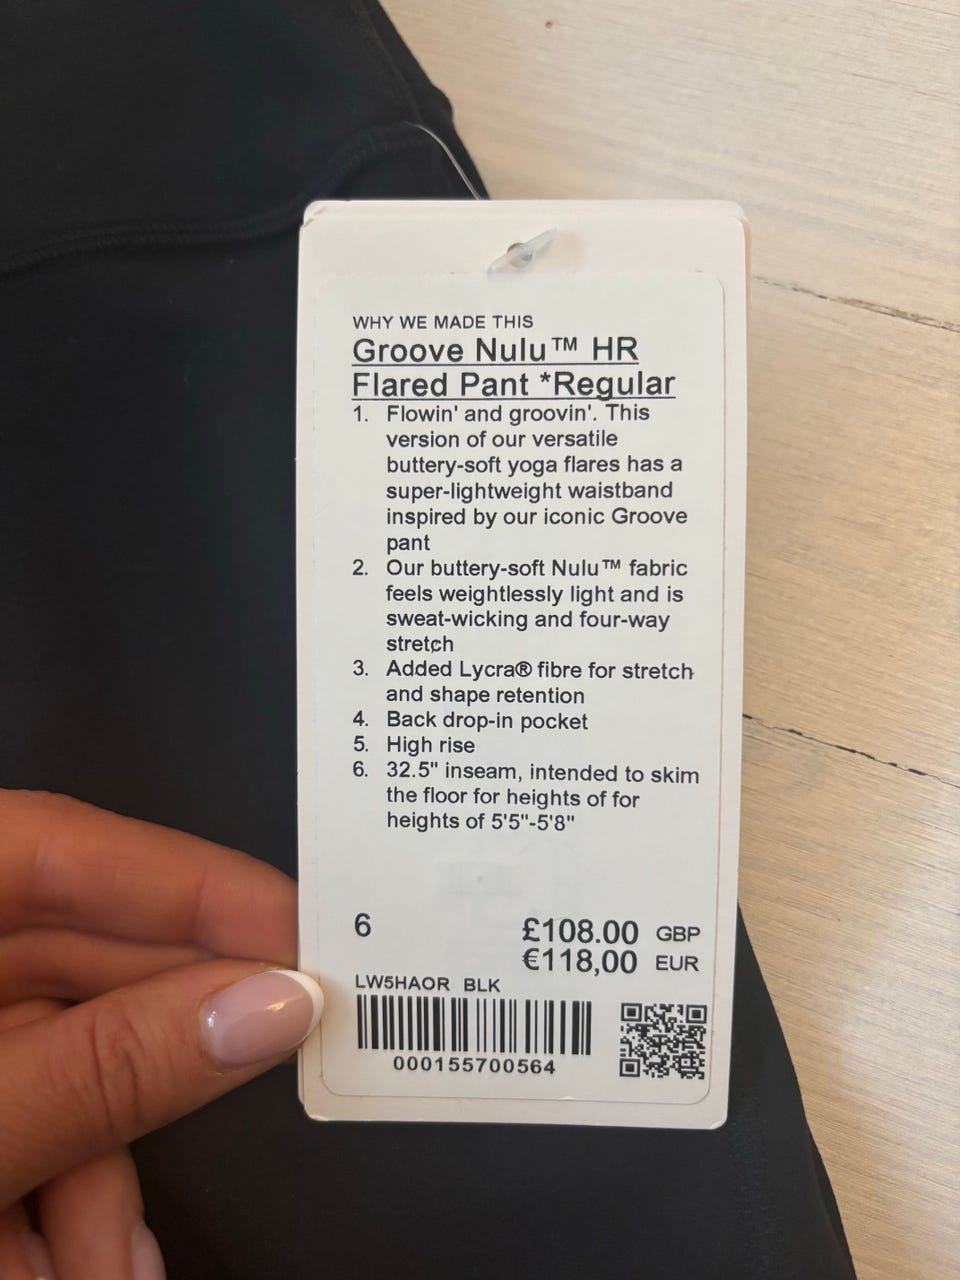 WHY WE MADE THIS
Groove Nulu™ HR
Flared Pant *Regular
1. Flowin' and groovin'. This
version of our versatile
buttery-soft yoga flares has a
super-lightweight waistband
inspired by our iconic Groove
pant
2. Our buttery-soft Nulu™ fabric
feels weightlessly light and is
sweat-wicking and four-way
stretch
3. Added Lycra® fibre for stretch
and shape retention
4. Back drop-in pocket
5. High rise
6. 32.5" inseam, intended to skim
the floor for heights of for
heights of 5'5"-5'8"
6 £108.00 GBP
€118,00 EUR
LW5HAOR BLK
000155700564